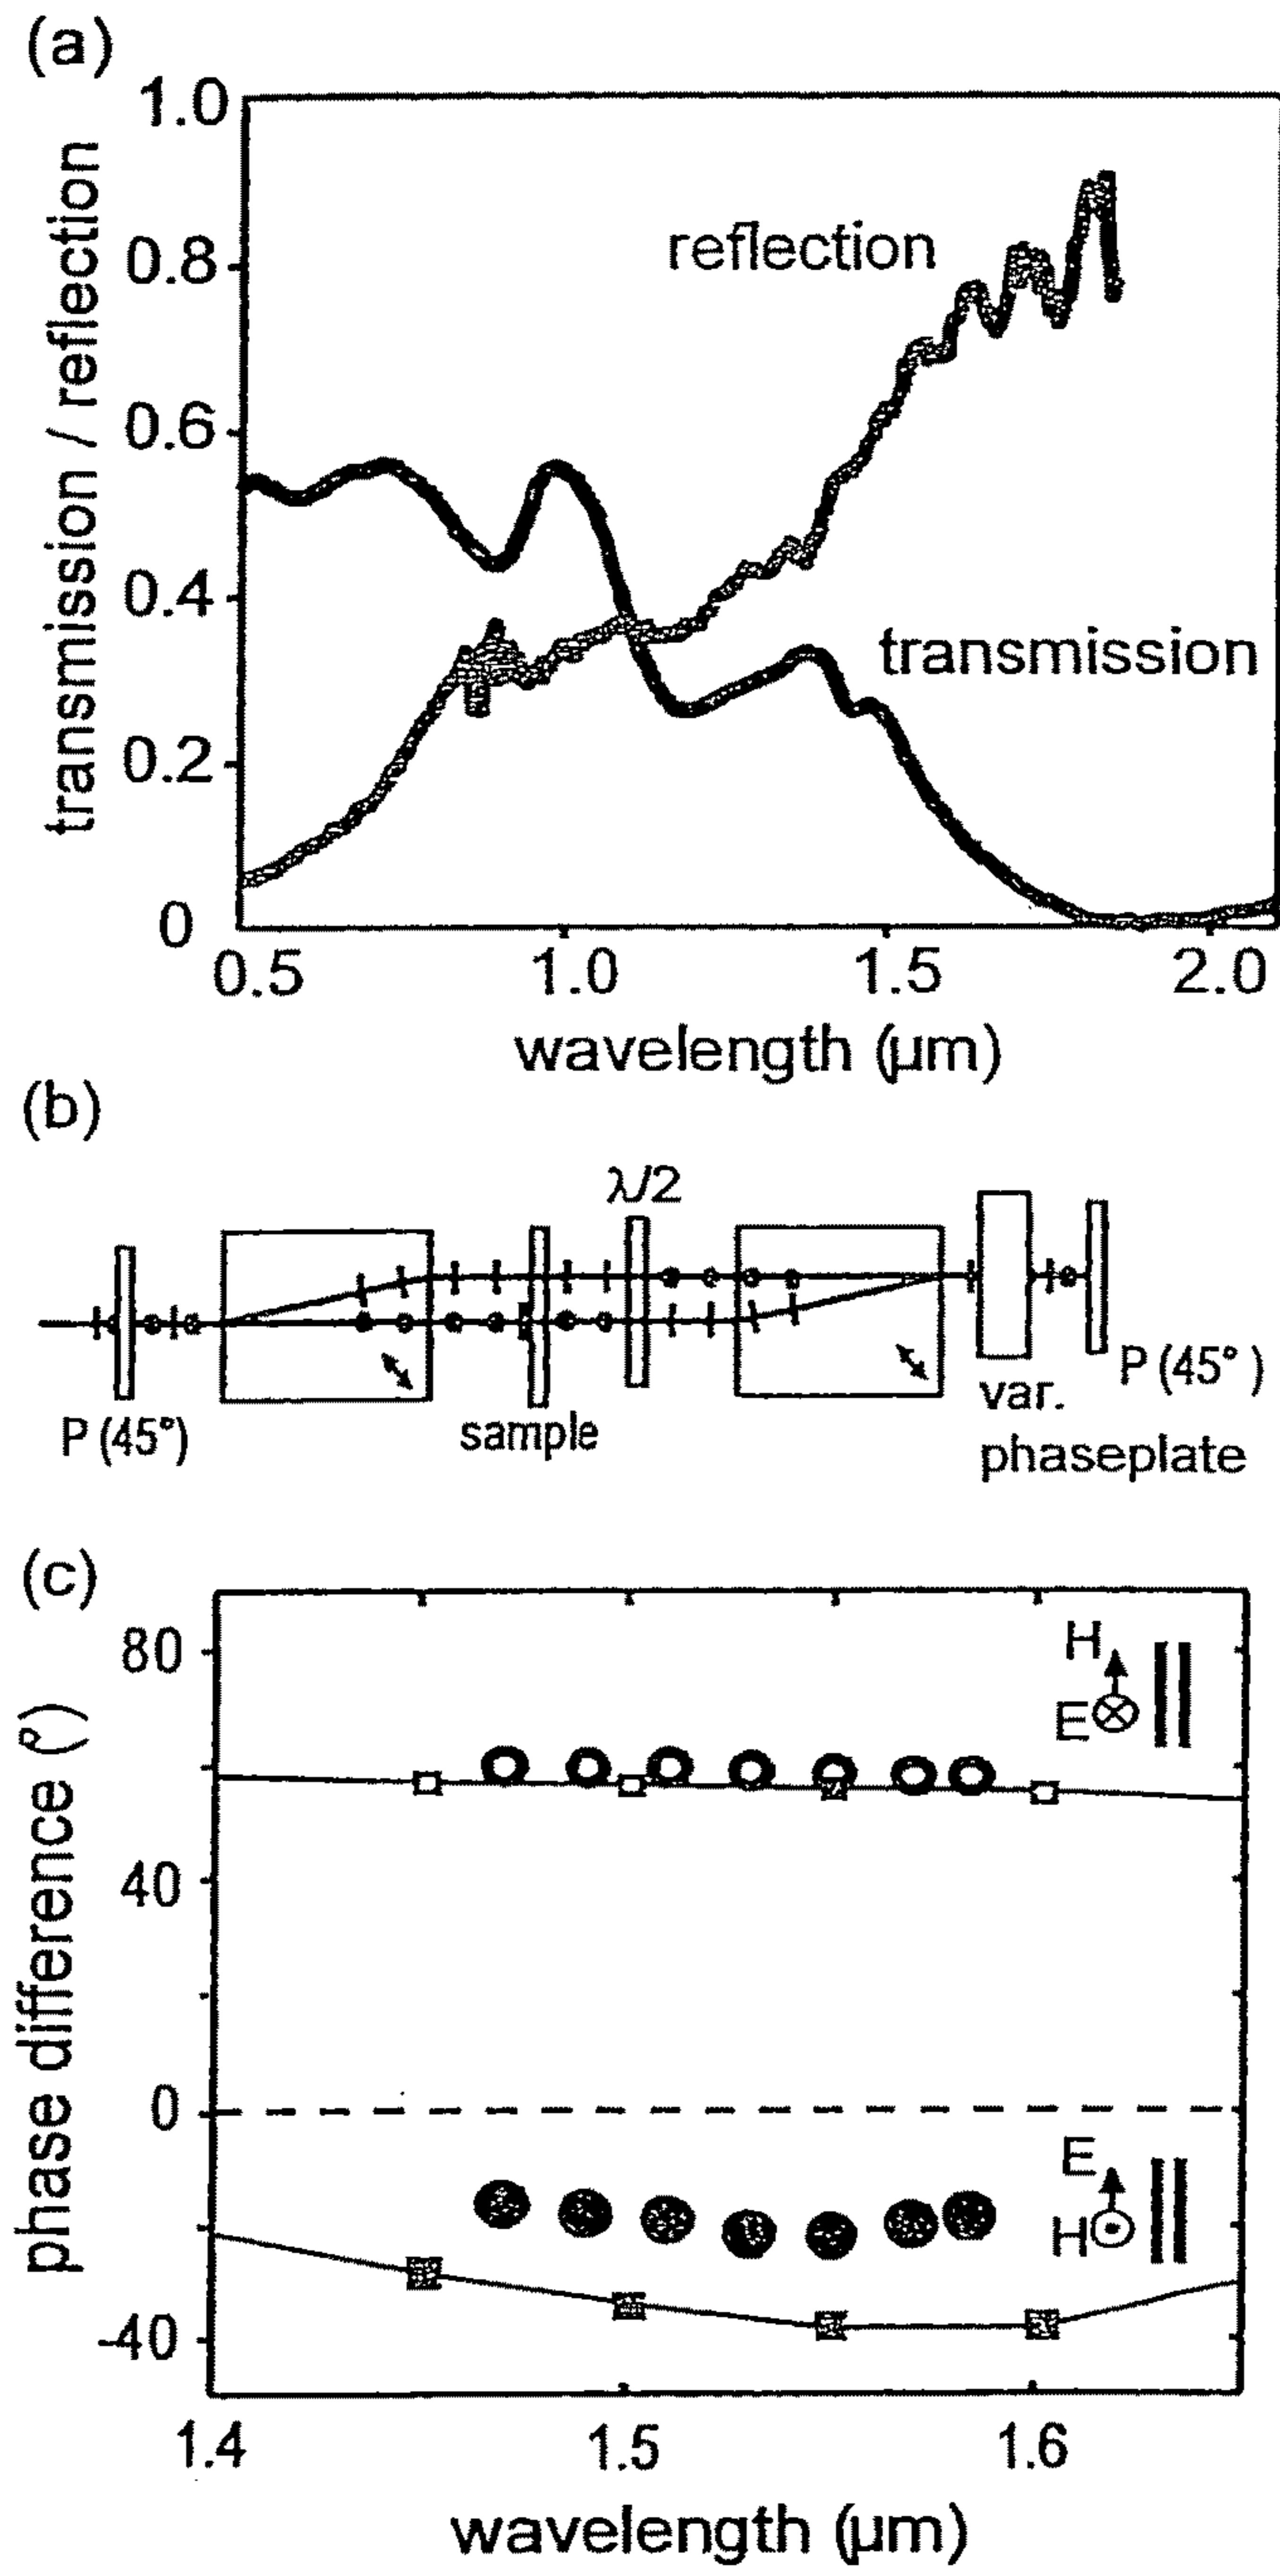 (a)
1.0
0.8
0.6
0.4
0.2
0
transmission / reflection
reflection
transmission
0.5 1.0 1.5 2.0
wavelength (μm)
(b)
λ/2
P (45°)
sample
var.
phaseplate
P (45°)
(c)
80
40
0
-40
phase difference (°)
H
E
E
H
1.4 1.5 1.6
wavelength (μm)